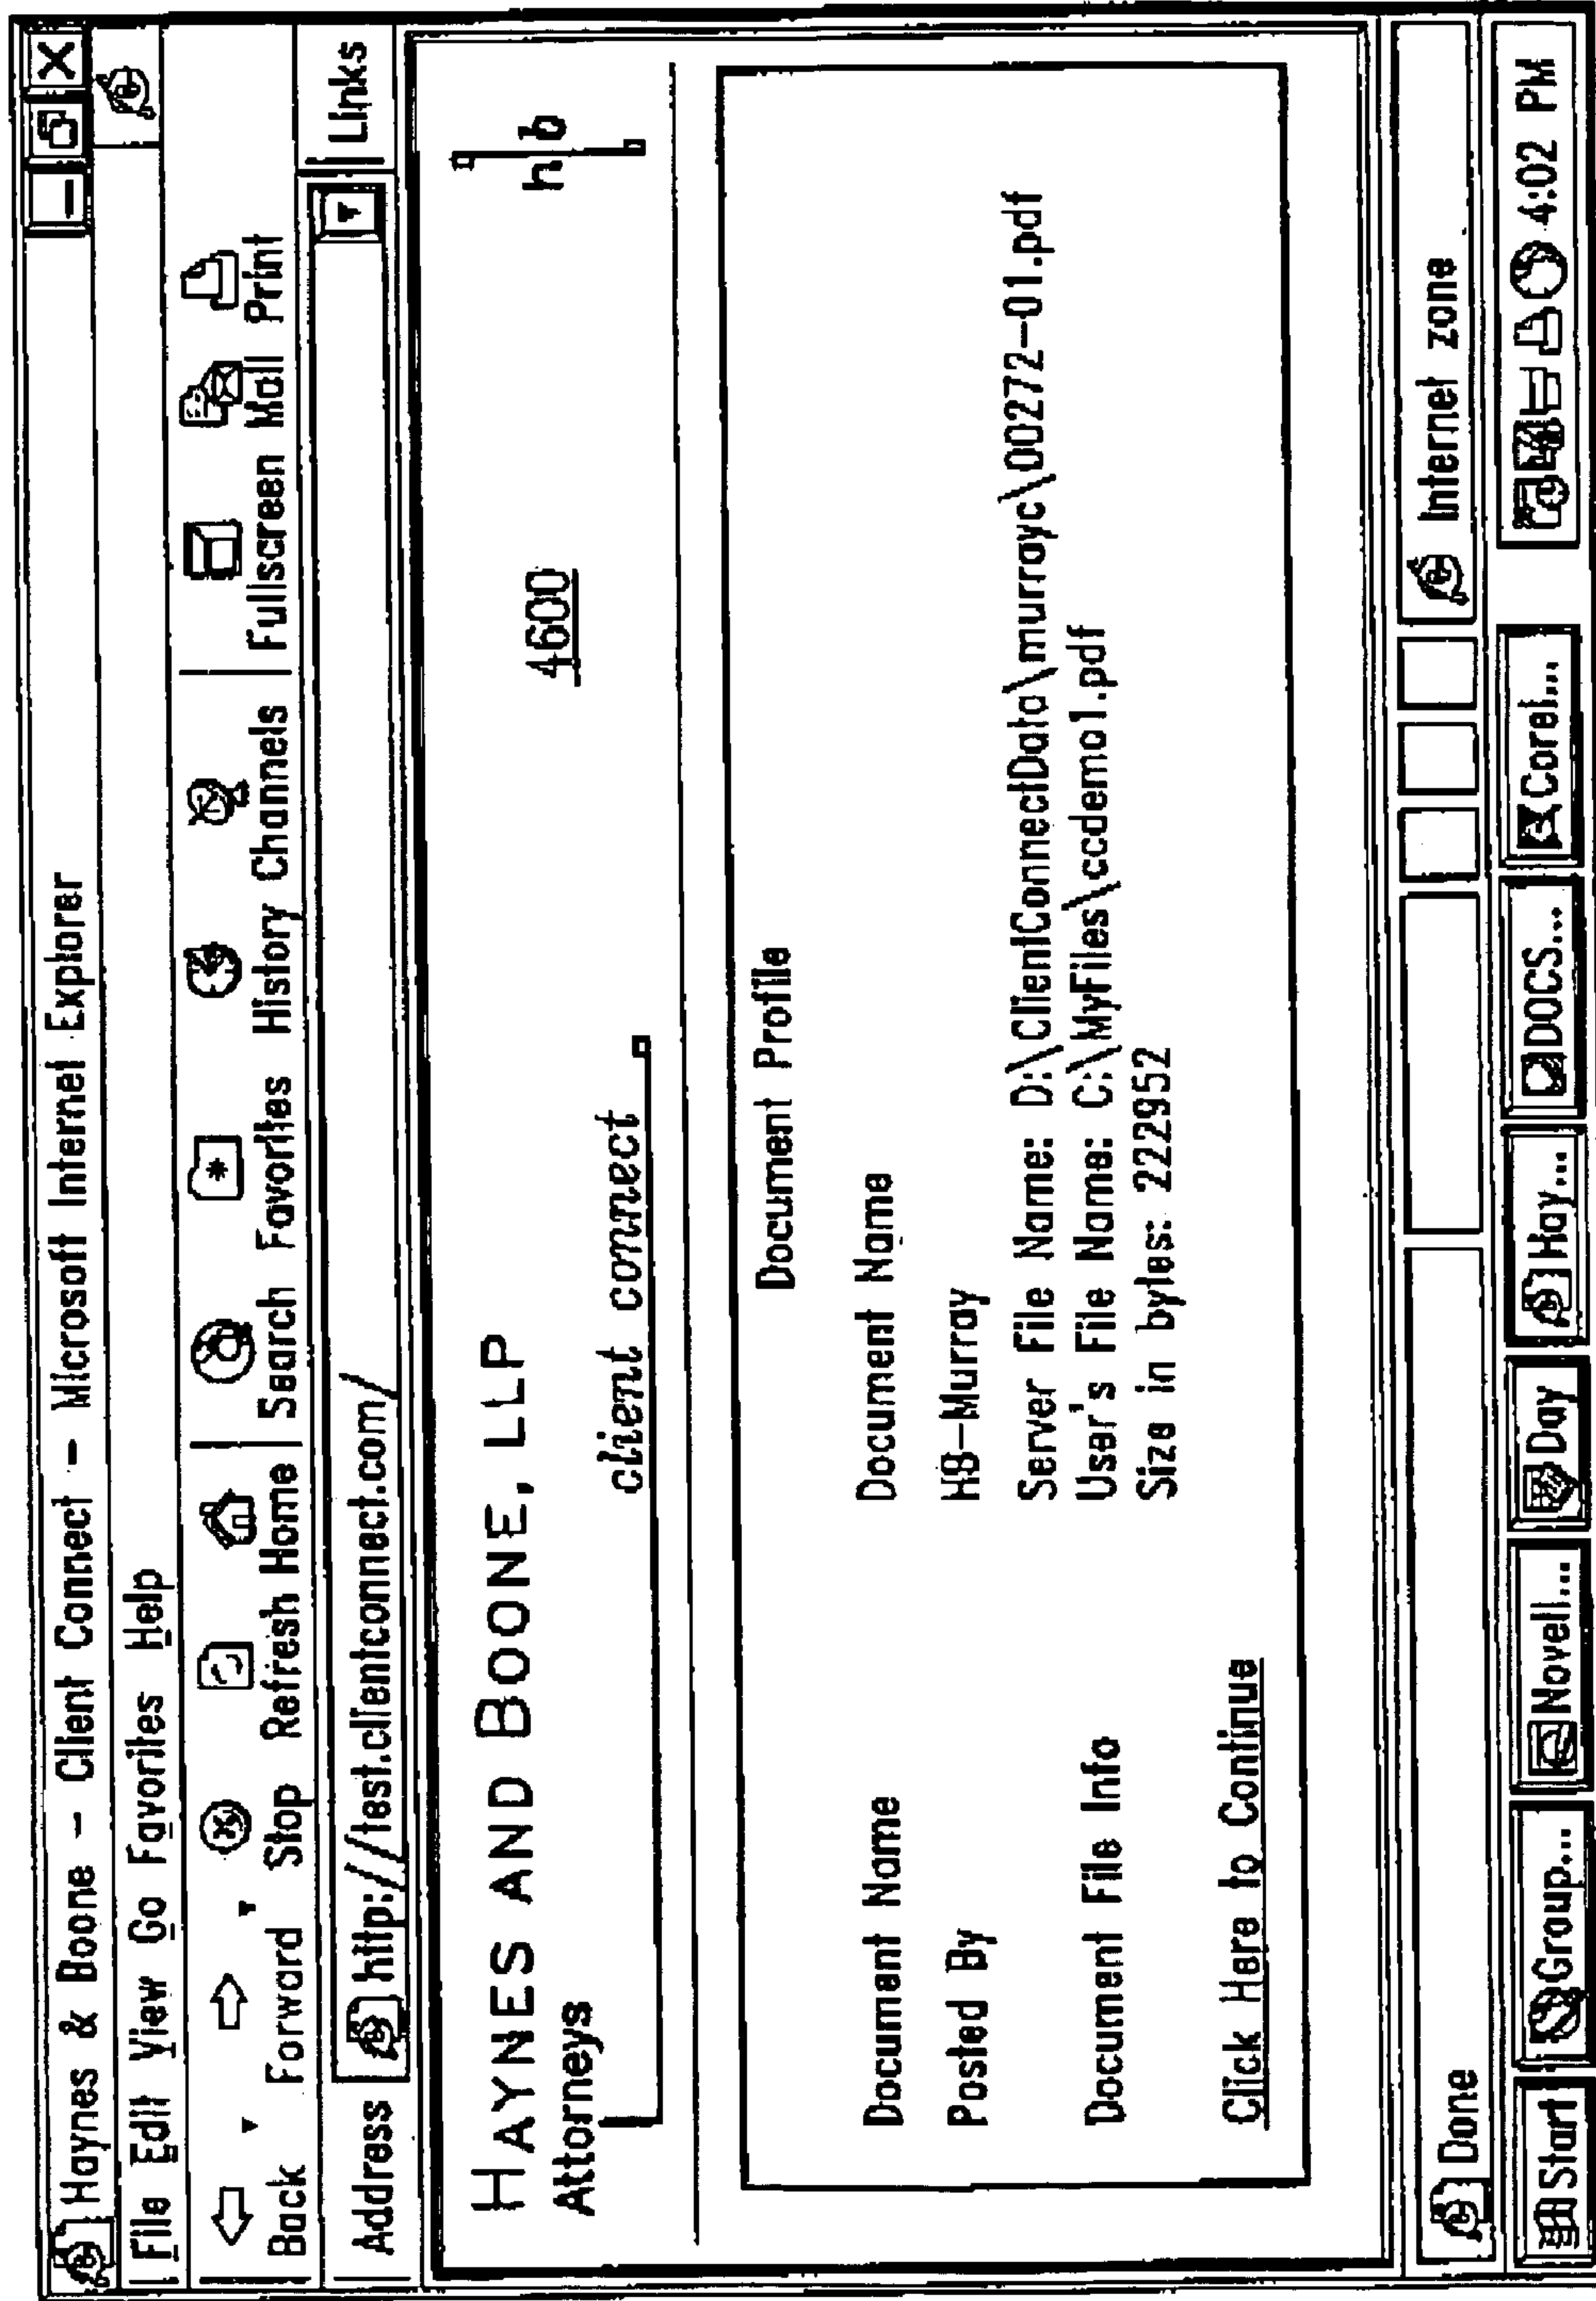 Haynes & Boone - Client Connect - Microsoft Internet Explorer
File Edit View Go Favorites Help
Back Forward Stop Refresh Home Search Favorites History Channels Fullscreen Mail Print
Address http://test.clientconnect.com/ Links
HAYNES AND BOONE, LLP
Attorneys
4600
h b
client connect
Document Profile
Document Name Document Name
Posted By HB-Murray
Document File Info Server File Name: D:\ClientConnectData\murrayc\00272-01.pdf
User's File Name: C:\MyFiles\ccdemo1.pdf
Size in bytes: 222952
Click Here to Continue
Done Internet zone
Start Group... Novell... Day Hay... DOCS... Corel... 4:02 PM